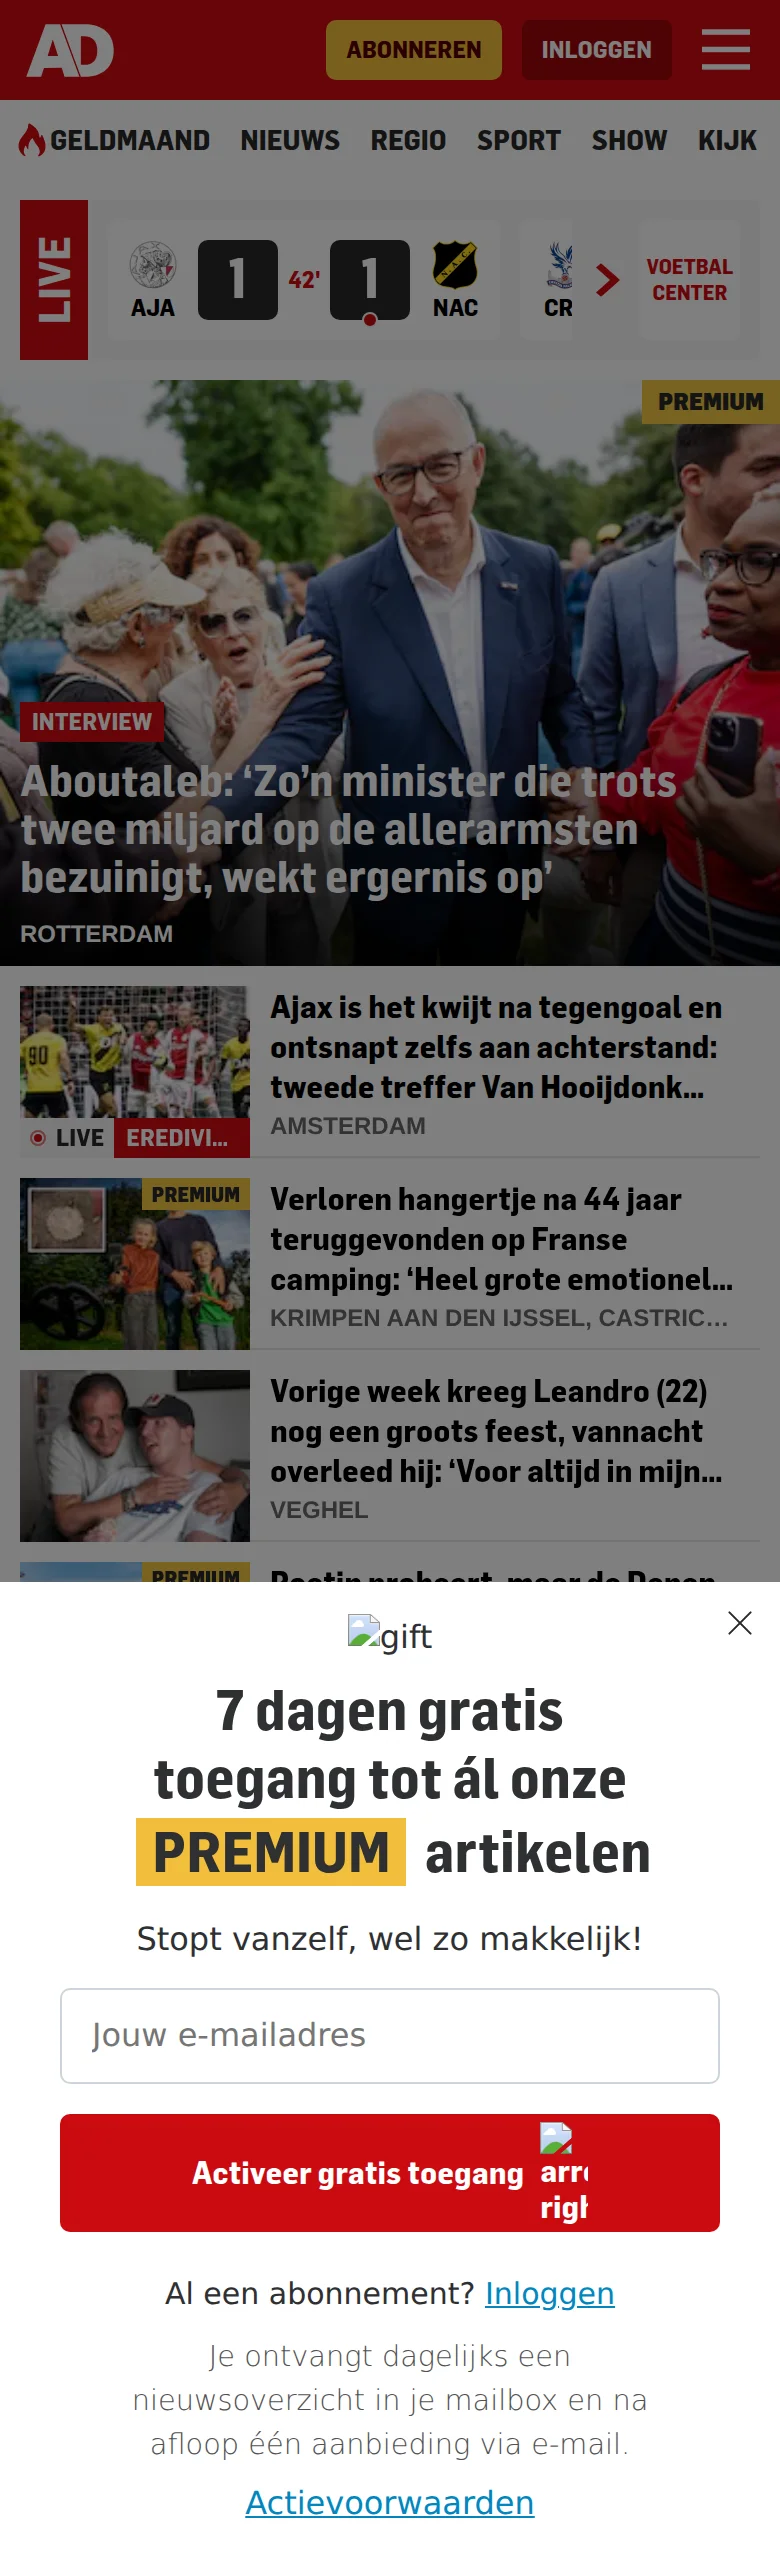 AD
ABONNEREN
INLOGGEN
GELDMAAND NIEUWS REGIO SPORT SHOW KIJK
LIVE
1 42' 1
AJA NAC CR
VOETBAL
CENTER
PREMIUM
INTERVIEW
Aboutaleb: ‘Zo’n minister die trots
twee miljard op de allerarmsten
bezuinigt, wekt ergernis op’
ROTTERDAM
Ajax is het kwijt na tegengoal en
ontsnapt zelfs aan achterstand:
tweede treffer Van Hooijdonk...
AMSTERDAM
90
LIVE EREDIVI...
PREMIUM
Verloren hangertje na 44 jaar
teruggevonden op Franse
camping: ‘Heel grote emotionel...
KRIMPEN AAN DEN IJSSEL, CASTRIC...
Vorige week kreeg Leandro (22)
nog een groots feest, vannacht
overleed hij: ‘Voor altijd in mijn...
VEGHEL
PREMIUM
gift
7 dagen gratis
toegang tot ál onze
PREMIUM artikelen
Stopt vanzelf, wel zo makkelijk!
Jouw e-mailadres
Activeer gratis toegang
Al een abonnement? Inloggen
Je ontvangt dagelijks een
nieuwsoverzicht in je mailbox en na
afloop één aanbieding via e-mail.
Actievoorwaarden